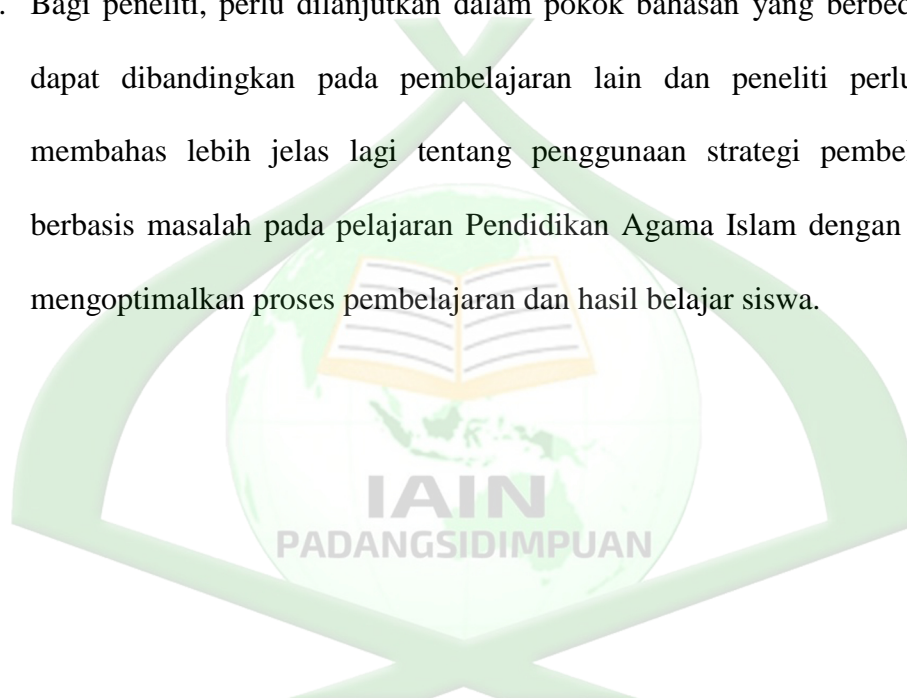 . Bagi peneliti, perlu dilanjutkan dalam pokok bahasan yang
dapat dibandingkan pada pembelajaran lain dan peneliti
membahas lebih jelas lagi tentang penggunaan strategi
berbasis masalah pada pelajaran Pendidikan Agama Islam dengan
mengoptimalkan proses pembelajaran dan hasil belajar siswa.
IAIN
PADANGSIDIMPUAN